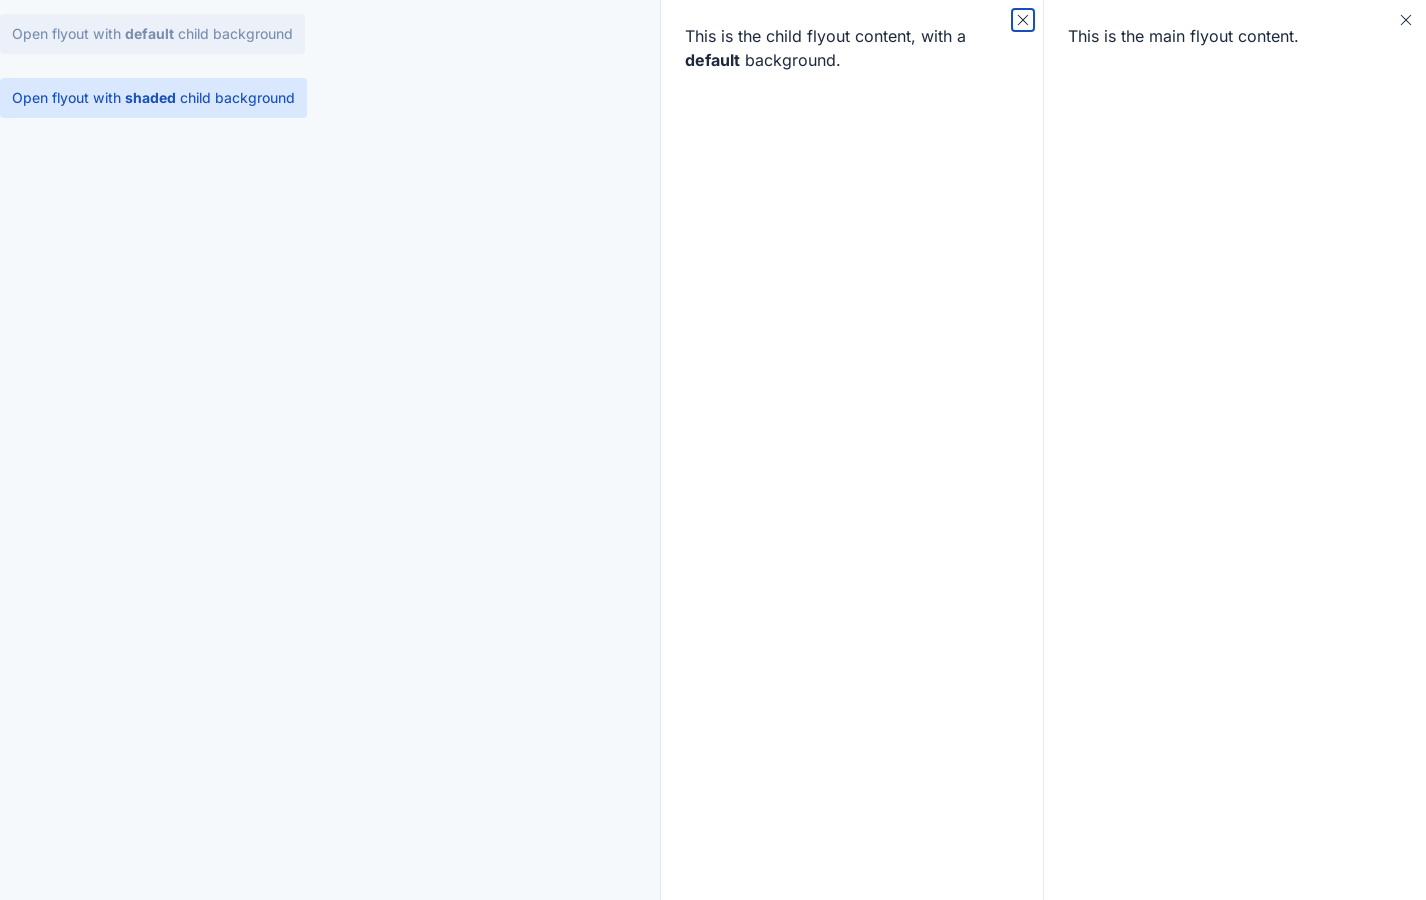 Open flyout with default child background
Open flyout with shaded child background
This is the child flyout content, with a
default background.
This is the main flyout content.